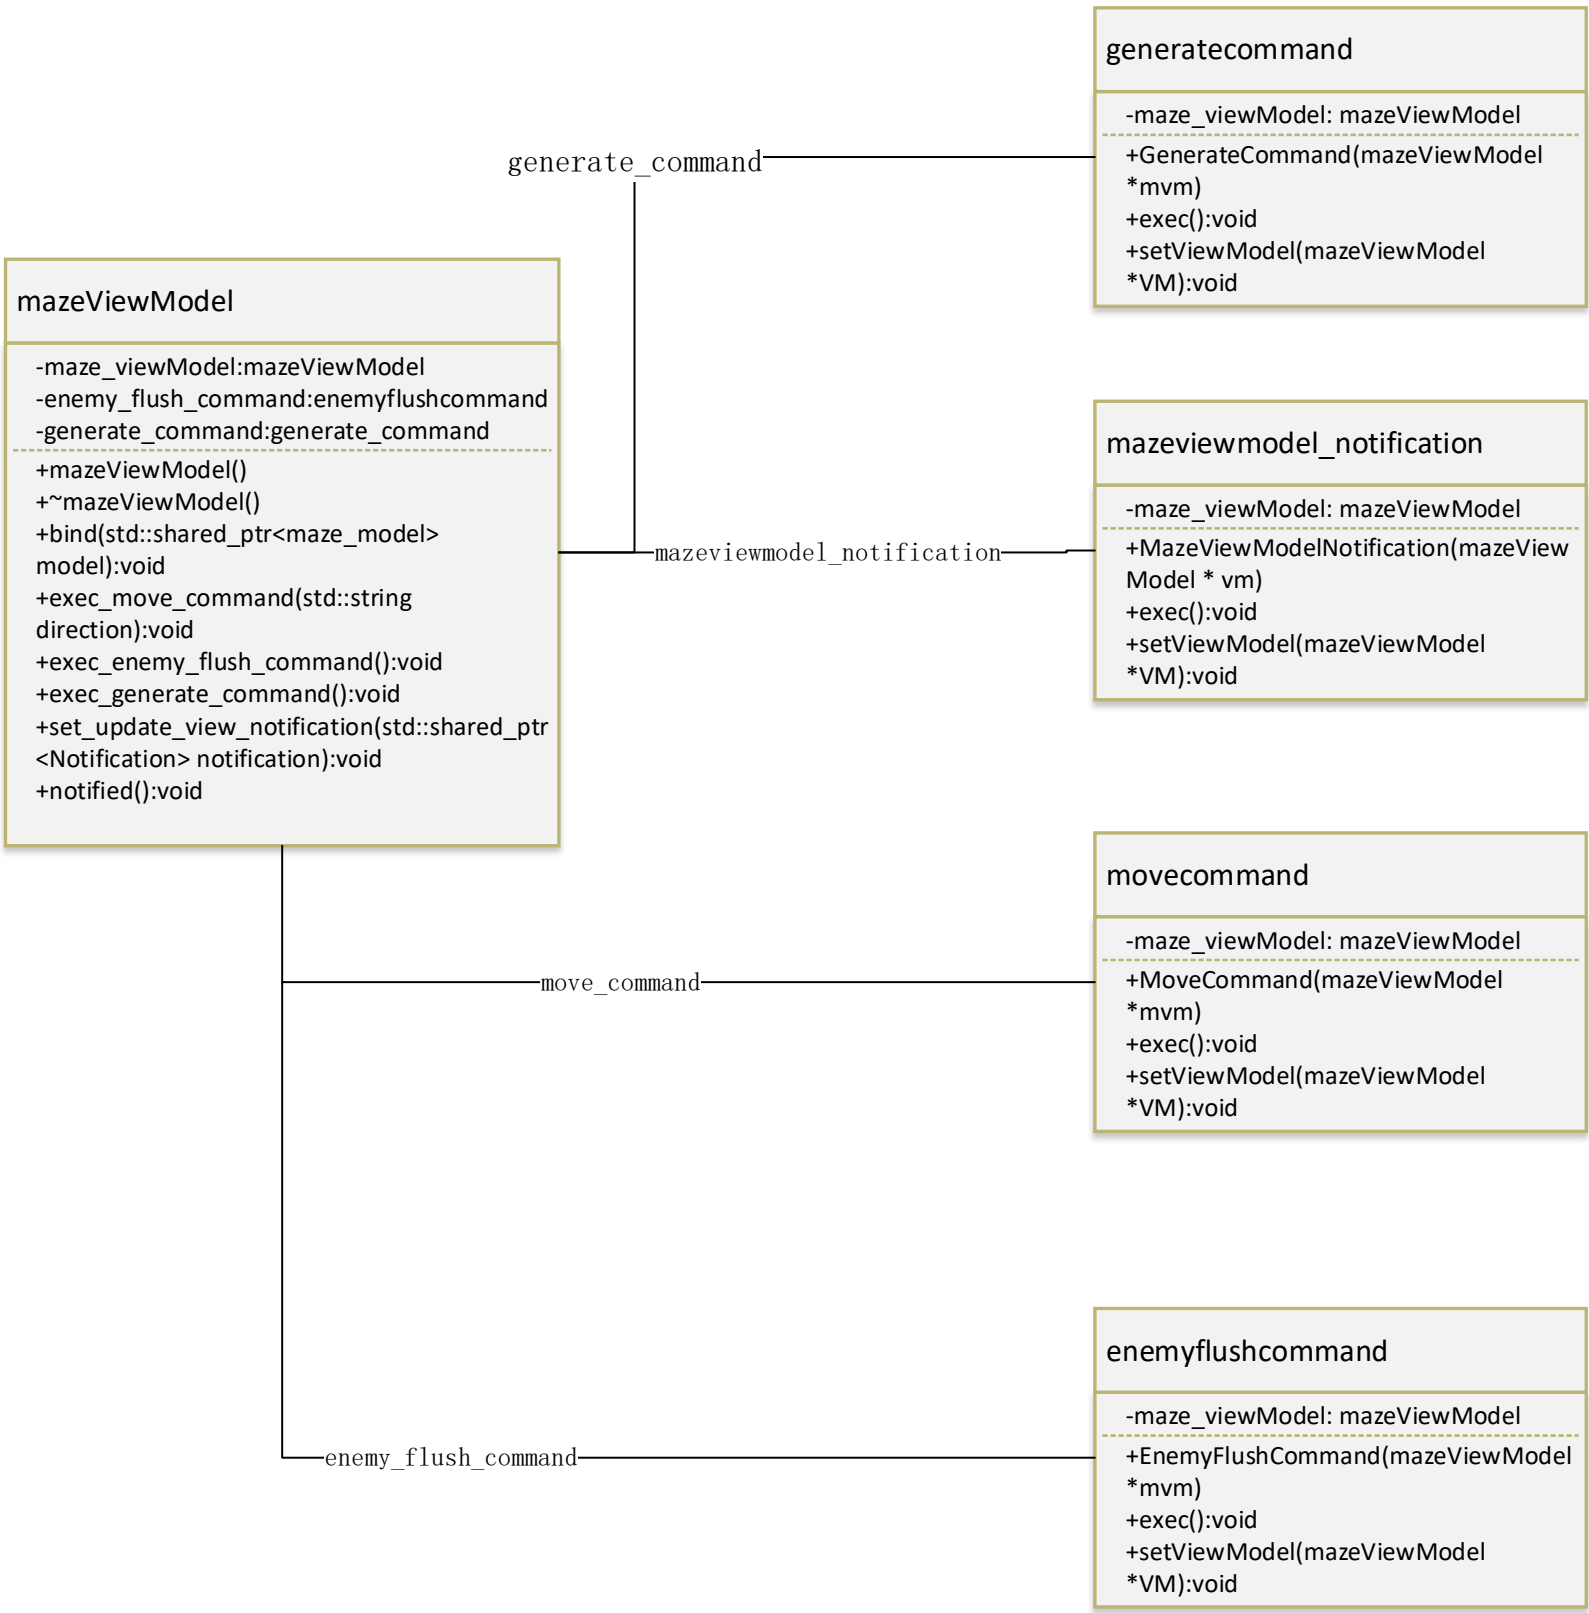 generatecommand
-maze_viewModel: mazeViewModel
+GenerateCommand(mazeViewModel
*mvm)
+exec():void
+setViewModel(mazeViewModel
*VM):void
generate_command
mazeViewModel
-maze_viewModel:mazeViewModel
-enemy_flush_command:enemyflushcommand
-generate_command:generate_command
+mazeViewModel()
+~mazeViewModel()
+bind(std::shared_ptr<maze_model>
model):void
+exec_move_command(std::string
direction):void
+exec_enemy_flush_command():void
+exec_generate_command():void
+set_update_view_notification(std::shared_ptr
<Notification> notification):void
+notified():void
mazeviewmodel_notification
mazeviewmodel_notification
-maze_viewModel: mazeViewModel
+MazeViewModelNotification(mazeView
Model * vm)
+exec():void
+setViewModel(mazeViewModel
*VM):void
move_command
movecommand
-maze_viewModel: mazeViewModel
+MoveCommand(mazeViewModel
*mvm)
+exec():void
+setViewModel(mazeViewModel
*VM):void
enemy_flush_command
enemyflushcommand
-maze_viewModel: mazeViewModel
+EnemyFlushCommand(mazeViewModel
*mvm)
+exec():void
+setViewModel(mazeViewModel
*VM):void